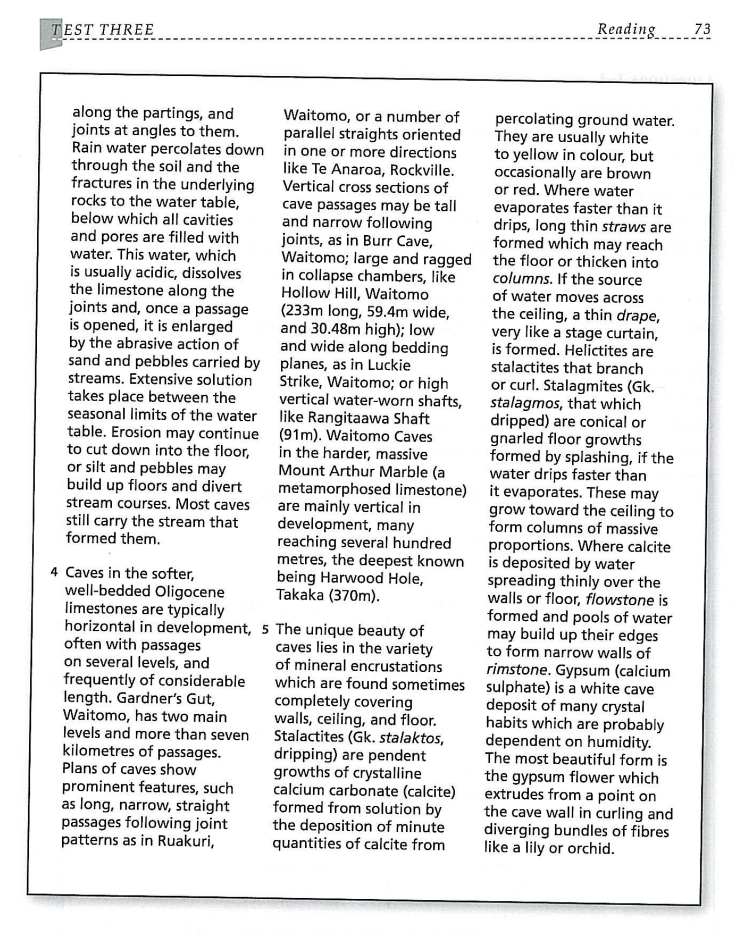 TEST THREE
Reading 73
along the partings, and
joints at angles to them.
Rain water percolates down
through the soil and the
fractures in the underlying
rocks to the water table,
below which all cavities
and pores are filled with
water. This water, which
is usually acidic, dissolves
the limestone along the
joints and, once a passage
is opened, it is enlarged
by the abrasive action of
sand and pebbles carried by
streams. Extensive solution
takes place between the
seasonal limits of the water
table. Erosion may continue
to cut down into the floor,
or silt and pebbles may
build up floors and divert
stream courses. Most caves
still carry the stream that
formed them.
4 Caves in the softer,
well-bedded Oligocene
limestones are typically
horizontal in development,
often with passages
on several levels, and
frequently of considerable
length. Gardner's Gut,
Waitomo, has two main
levels and more than seven
kilometres of passages.
Plans of caves show
prominent features, such
as long, narrow, straight
passages following joint
patterns as in Ruakuri,
Waitomo, or a number of
parallel straights oriented
in one or more directions
like Te Anaroa, Rockville.
Vertical cross sections of
cave passages may be tall
and narrow following
joints, as in Burr Cave,
Waitomo; large and ragged
in collapse chambers, like
Hollow Hill, Waitomo
(233m long, 59.4m wide,
and 30.48m high); low
and wide along bedding
planes, as in Luckie
Strike, Waitomo; or high
vertical water-worn shafts,
like Rangitaawa Shaft
(91m). Waitomo Caves
in the harder, massive
Mount Arthur Marble (a
metamorphosed limestone)
are mainly vertical in
development, many
reaching several hundred
metres, the deepest known
being Harwood Hole,
Takaka (370m).
5 The unique beauty of
caves lies in the variety
of mineral encrustations
which are found sometimes
completely covering
walls, ceiling, and floor.
Stalactites (Gk. stalaktos,
dripping) are pendent
growths of crystalline
calcium carbonate (calcite)
formed from solution by
the deposition of minute
quantities of calcite from
percolating ground water.
They are usually white
to yellow in colour, but
occasionally are brown
or red. Where water
evaporates faster than it
drips, long thin straws are
formed which may reach
the floor or thicken into
columns. If the source
of water moves across
the ceiling, a thin drape,
very like a stage curtain,
is formed. Helictites are
stalactites that branch
or curl. Stalagmites (Gk.
stalagmos, that which
dripped) are conical or
gnarled floor growths
formed by splashing, if the
water drips faster than
it evaporates. These may
grow toward the ceiling to
form columns of massive
proportions. Where calcite
is deposited by water
spreading thinly over the
walls or floor, flowstone is
formed and pools of water
may build up their edges
to form narrow walls of
rimstone. Gypsum (calcium
sulphate) is a white cave
deposit of many crystal
habits which are probably
dependent on humidity.
The most beautiful form is
the gypsum flower which
extrudes from a point on
the cave wall in curling and
diverging bundles of fibres
like a lily or orchid.